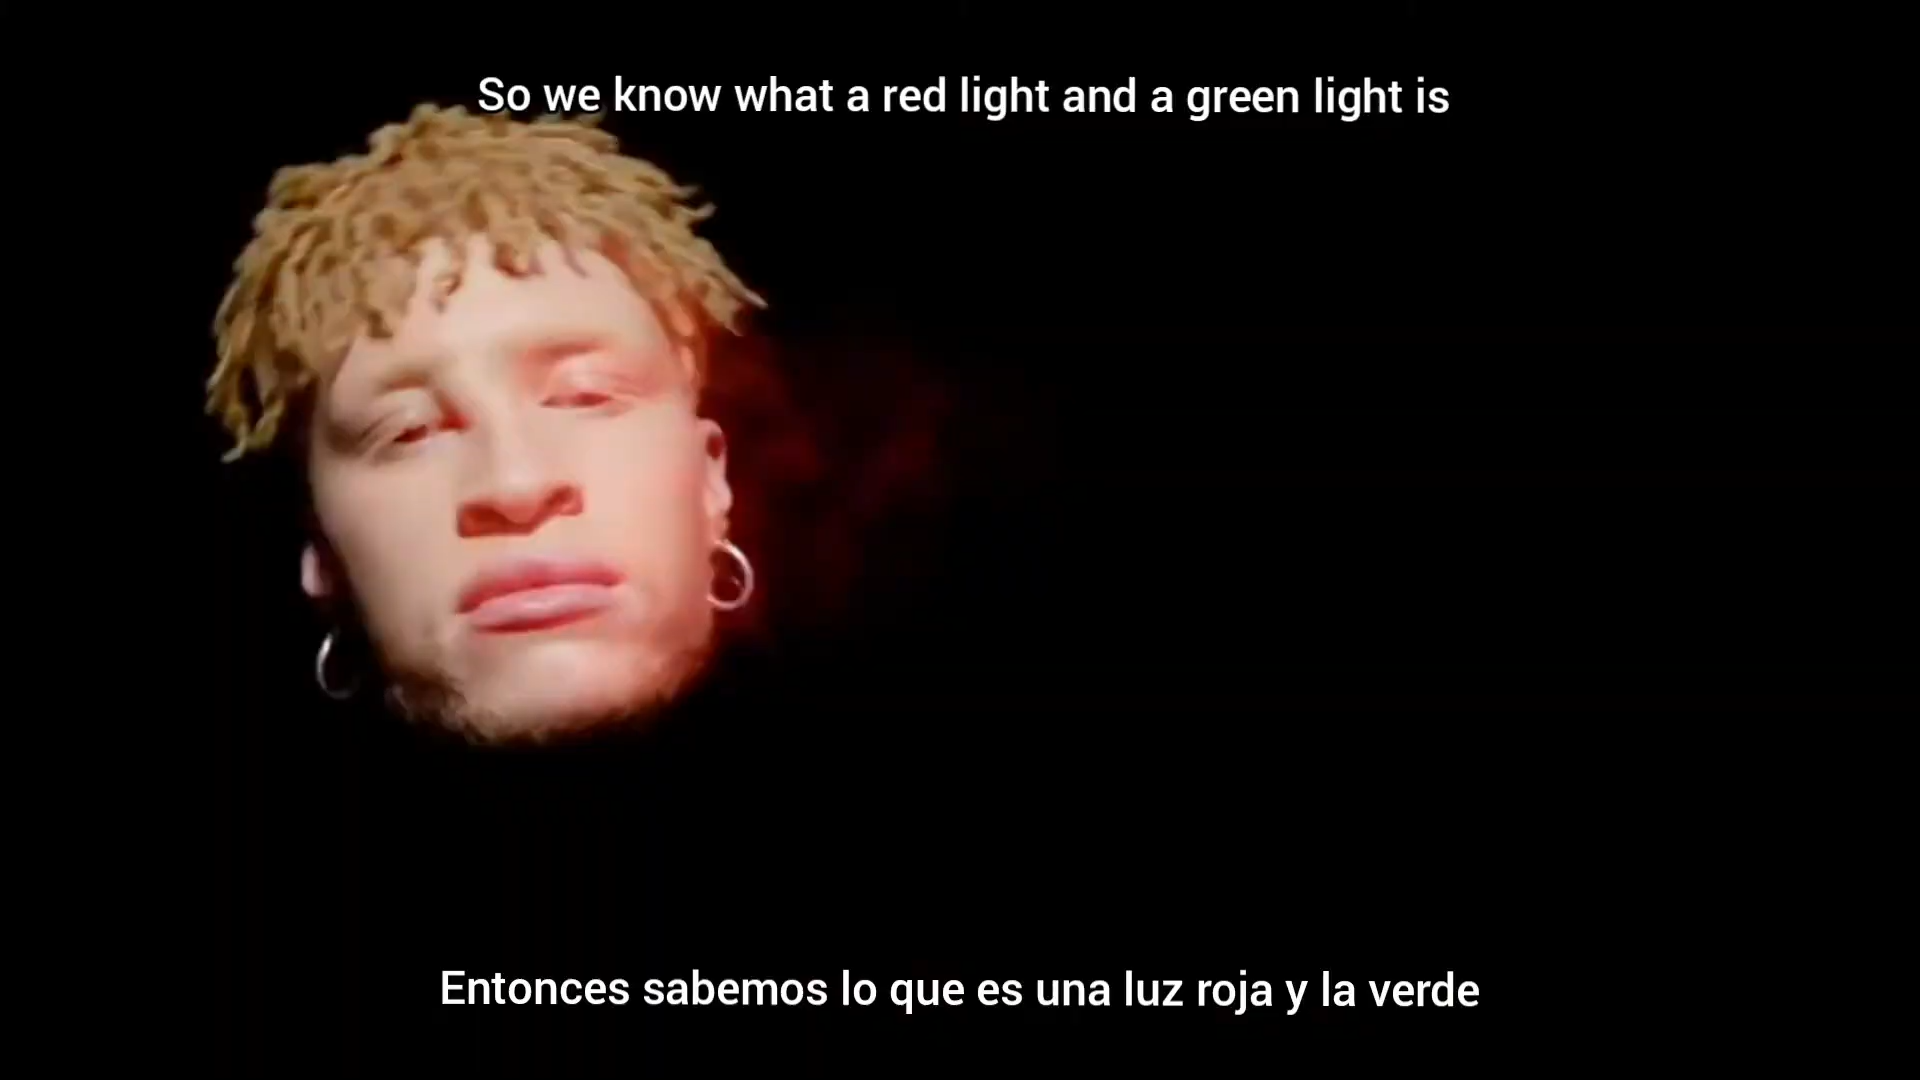 So we know what a red light and a green light is
Entonces sabemos lo que es una luz roja y la verde